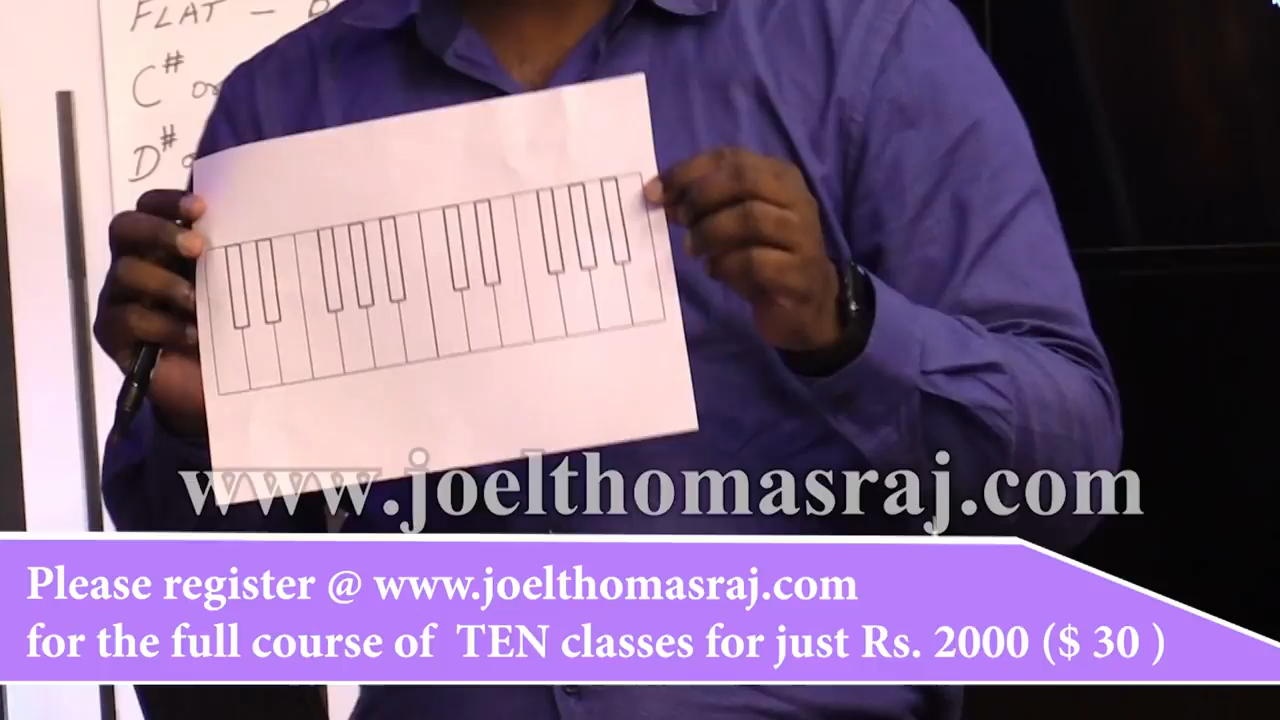 FLAT - B
C#
D#
www.joelthomasraj.com
Please register @ www.joelthomasraj.com
for the full course of TEN classes for just Rs. 2000 ($ 30 )